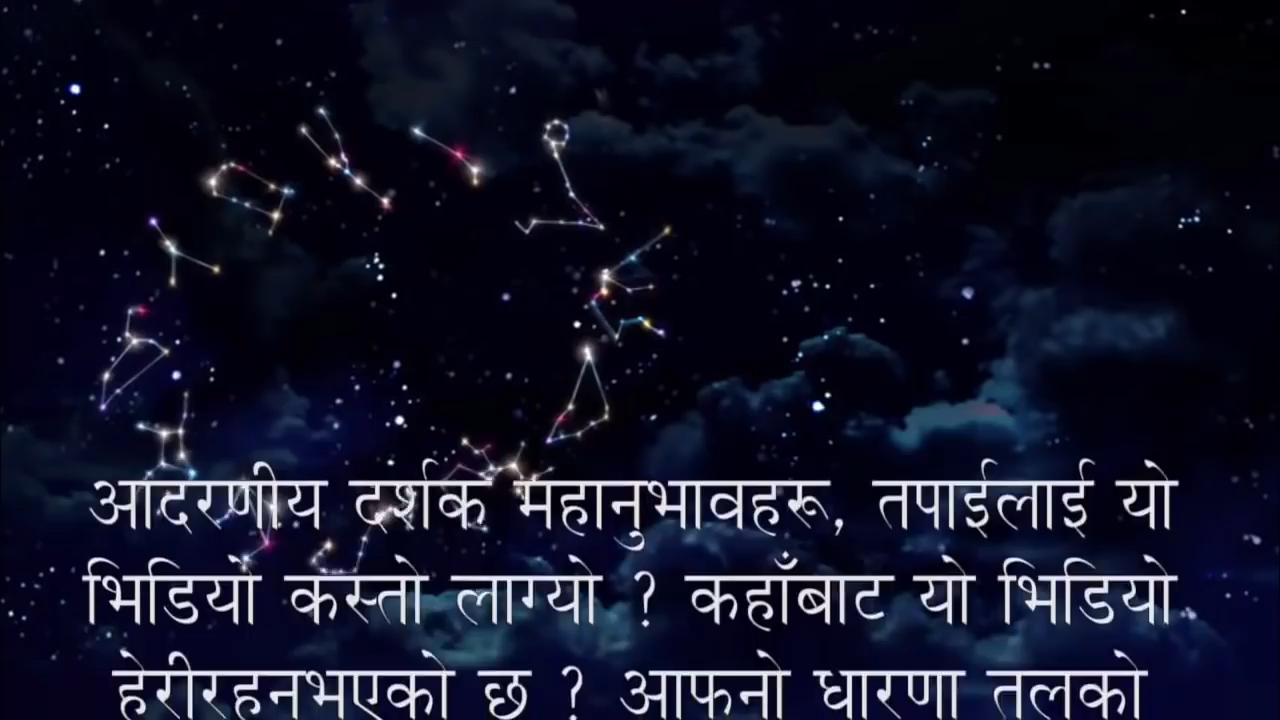 आदरणीय दर्शक महानुभावहरू, तपाईलाई यो
भिडियो कस्तो लाग्यो ? कहाँबाट यो भिडियो
हेरीरहनभएको छ ? आफनो धारणा तलको